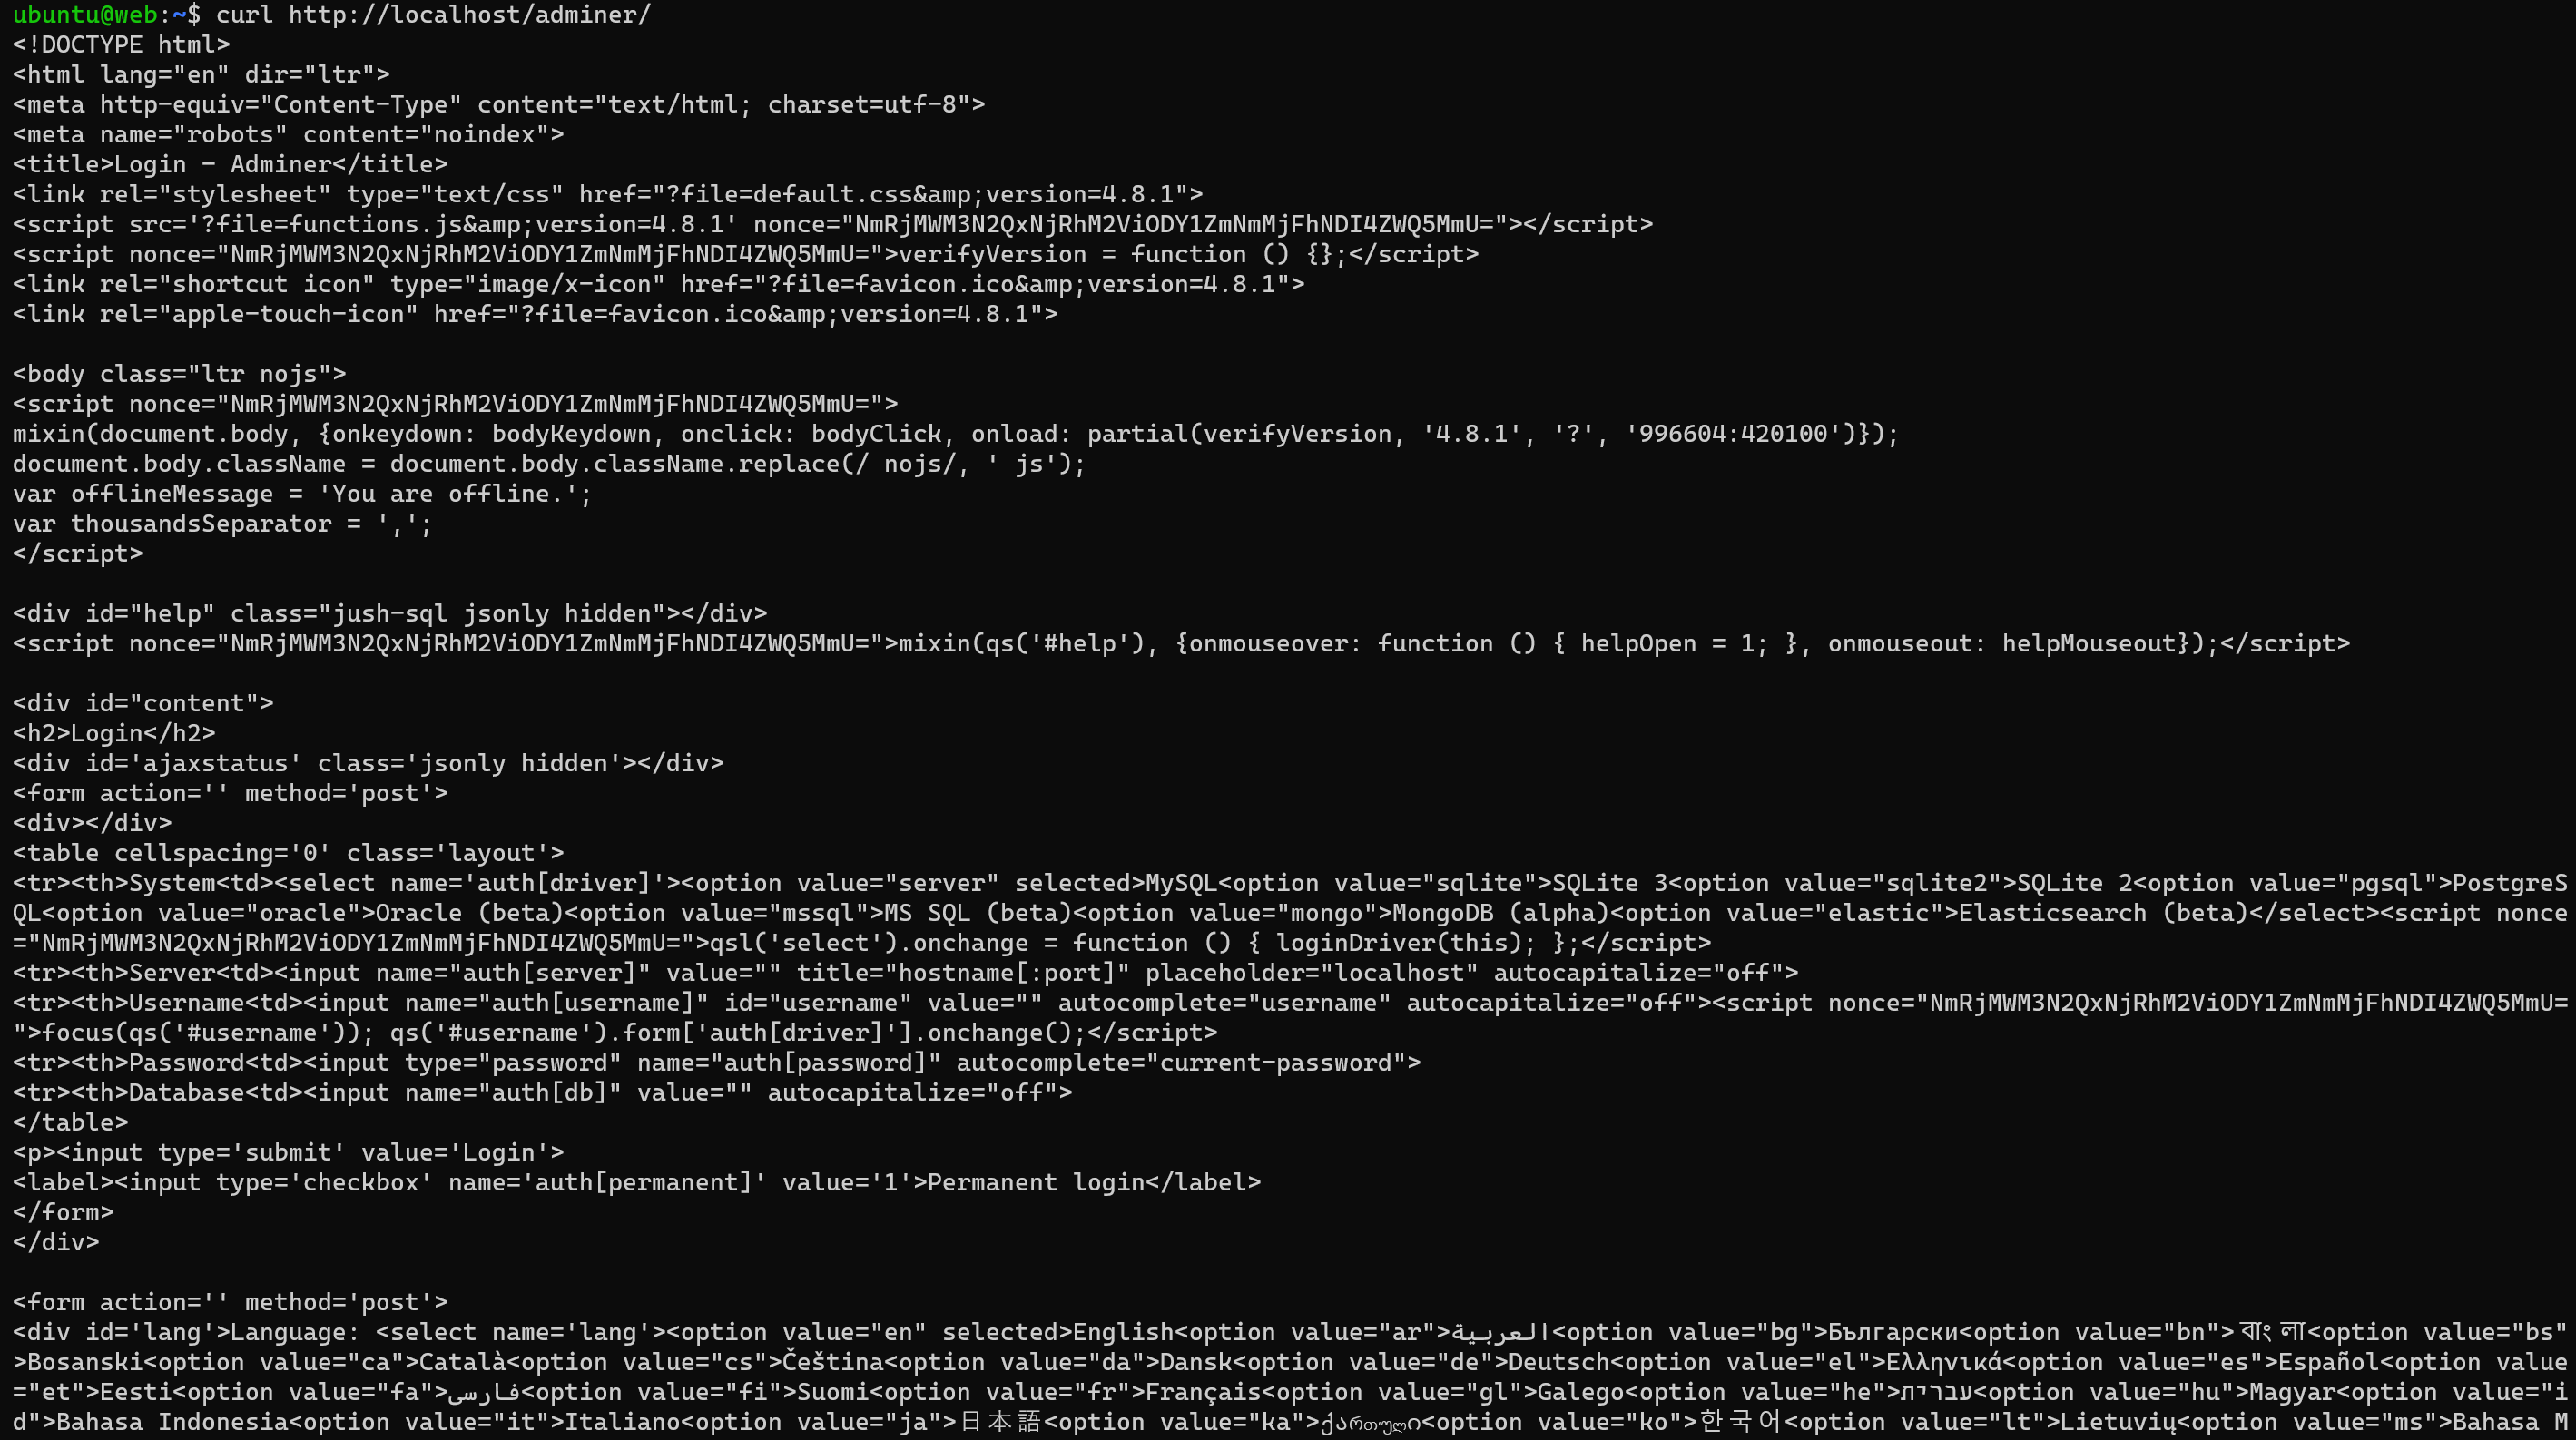 ubuntu@web:~$ curl http://localhost/adminer/
<!DOCTYPE html>
<html lang="en" dir="ltr">
<meta http-equiv="Content-Type" content="text/html; charset=utf-8">
<meta name="robots" content="noindex">
<title>Login - Adminer</title>
<link rel="stylesheet" type="text/css" href="?file=default.css&amp;version=4.8.1">
<script src='?file=functions.js&amp;version=4.8.1' nonce="NmRjMWM3N2QxNjRhM2ViODY1ZmNmMjFhNDI4ZWQ5MmU="></script>
<script nonce="NmRjMWM3N2QxNjRhM2ViODY1ZmNmMjFhNDI4ZWQ5MmU=">verifyVersion = function () {};</script>
<link rel="shortcut icon" type="image/x-icon" href="?file=favicon.ico&amp;version=4.8.1">
<link rel="apple-touch-icon" href="?file=favicon.ico&amp;version=4.8.1">

<body class="ltr nojs">
<script nonce="NmRjMWM3N2QxNjRhM2ViODY1ZmNmMjFhNDI4ZWQ5MmU=">
mixin(document.body, {onkeydown: bodyKeydown, onclick: bodyClick, onload: partial(verifyVersion, '4.8.1', '?', '996604:420100')});
document.body.className = document.body.className.replace(/ nojs/, ' js');
var offlineMessage = 'You are offline.';
var thousandsSeparator = ',';
</script>

<div id="help" class="jush-sql jsonly hidden"></div>
<script nonce="NmRjMWM3N2QxNjRhM2ViODY1ZmNmMjFhNDI4ZWQ5MmU=">mixin(qs('#help'), {onmouseover: function () { helpOpen = 1; }, onmouseout: helpMouseout});</script>

<div id="content">
<h2>Login</h2>
<div id='ajaxstatus' class='jsonly hidden'></div>
<form action='' method='post'>
<div></div>
<table cellspacing='0' class='layout'>
<tr><th>System<td><select name='auth[driver]'><option value="server" selected>MySQL<option value="sqlite">SQLite 3<option value="sqlite2">SQLite 2<option value="pgsql">PostgreS
QL<option value="oracle">Oracle (beta)<option value="mssql">MS SQL (beta)<option value="mongo">MongoDB (alpha)<option value="elastic">Elasticsearch (beta)</select><script nonce
="NmRjMWM3N2QxNjRhM2ViODY1ZmNmMjFhNDI4ZWQ5MmU=">qsl('select').onchange = function () { loginDriver(this); };</script>
<tr><th>Server<td><input name="auth[server]" value="" title="hostname[:port]" placeholder="localhost" autocapitalize="off">
<tr><th>Username<td><input name="auth[username]" id="username" value="" autocomplete="username" autocapitalize="off"><script nonce="NmRjMWM3N2QxNjRhM2ViODY1ZmNmMjFhNDI4ZWQ5MmU=
">focus(qs('#username')); qs('#username').form['auth[driver]'].onchange();</script>
<tr><th>Password<td><input type="password" name="auth[password]" autocomplete="current-password">
<tr><th>Database<td><input name="auth[db]" value="" autocapitalize="off">
</table>
<p><input type='submit' value='Login'>
<label><input type='checkbox' name='auth[permanent]' value='1'>Permanent login</label>
</form>
</div>

<form action='' method='post'>
<div id='lang'>Language: <select name='lang'><option value="en" selected>English<option value="ar">العربية<option value="bg">Български<option value="bn">বাংলা<option value="bs"
>Bosanski<option value="ca">Català<option value="cs">Čeština<option value="da">Dansk<option value="de">Deutsch<option value="el">Ελληνικά<option value="es">Español<option value
="et">Eesti<option value="fa">فارسی<option value="fi">Suomi<option value="fr">Français<option value="gl">Galego<option value="he">עברית<option value="hu">Magyar<option value="i
d">Bahasa Indonesia<option value="it">Italiano<option value="ja">日本語<option value="ka">ქართული<option value="ko">한국어<option value="lt">Lietuvių<option value="ms">Bahasa M